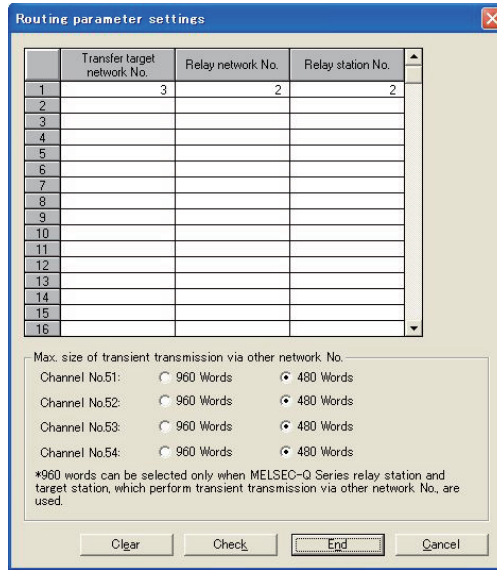 Routing parameter settings
Transfer target network No. Relay network No. Relay station No.
1 3 2 2
2
3
4
5
6
7
8
9
10
11
12
13
14
15
16
Max. size of transient transmission via other network No.
Channel No.51: 960 Words 480 Words
Channel No.52: 960 Words 480 Words
Channel No.53: 960 Words 480 Words
Channel No.54: 960 Words 480 Words
*960 words can be selected only when MELSEC-Q Series relay station and
target station, which perform transient transmission via other network No., are
used.
Clear Check End Cancel